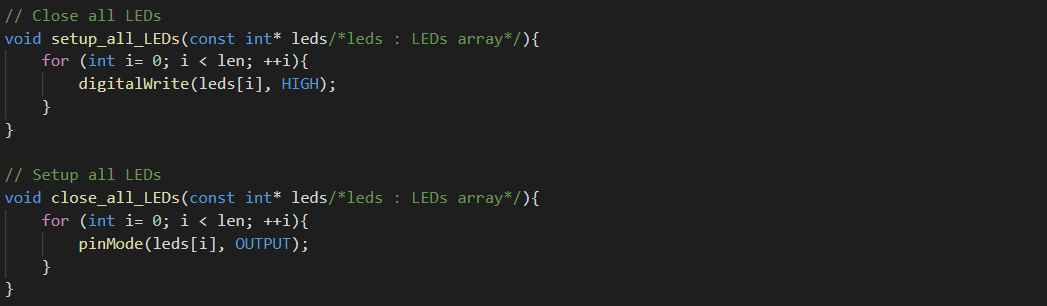 // Close all LEDs
void setup_all_LEDs(const int* leds/*leds : LEDs array*/){
    for (int i= 0; i < len; ++i){
        digitalWrite(leds[i], HIGH);
    }
}

// Setup all LEDs
void close_all_LEDs(const int* leds/*leds : LEDs array*/){
    for (int i= 0; i < len; ++i){
        pinMode(leds[i], OUTPUT);
    }
}